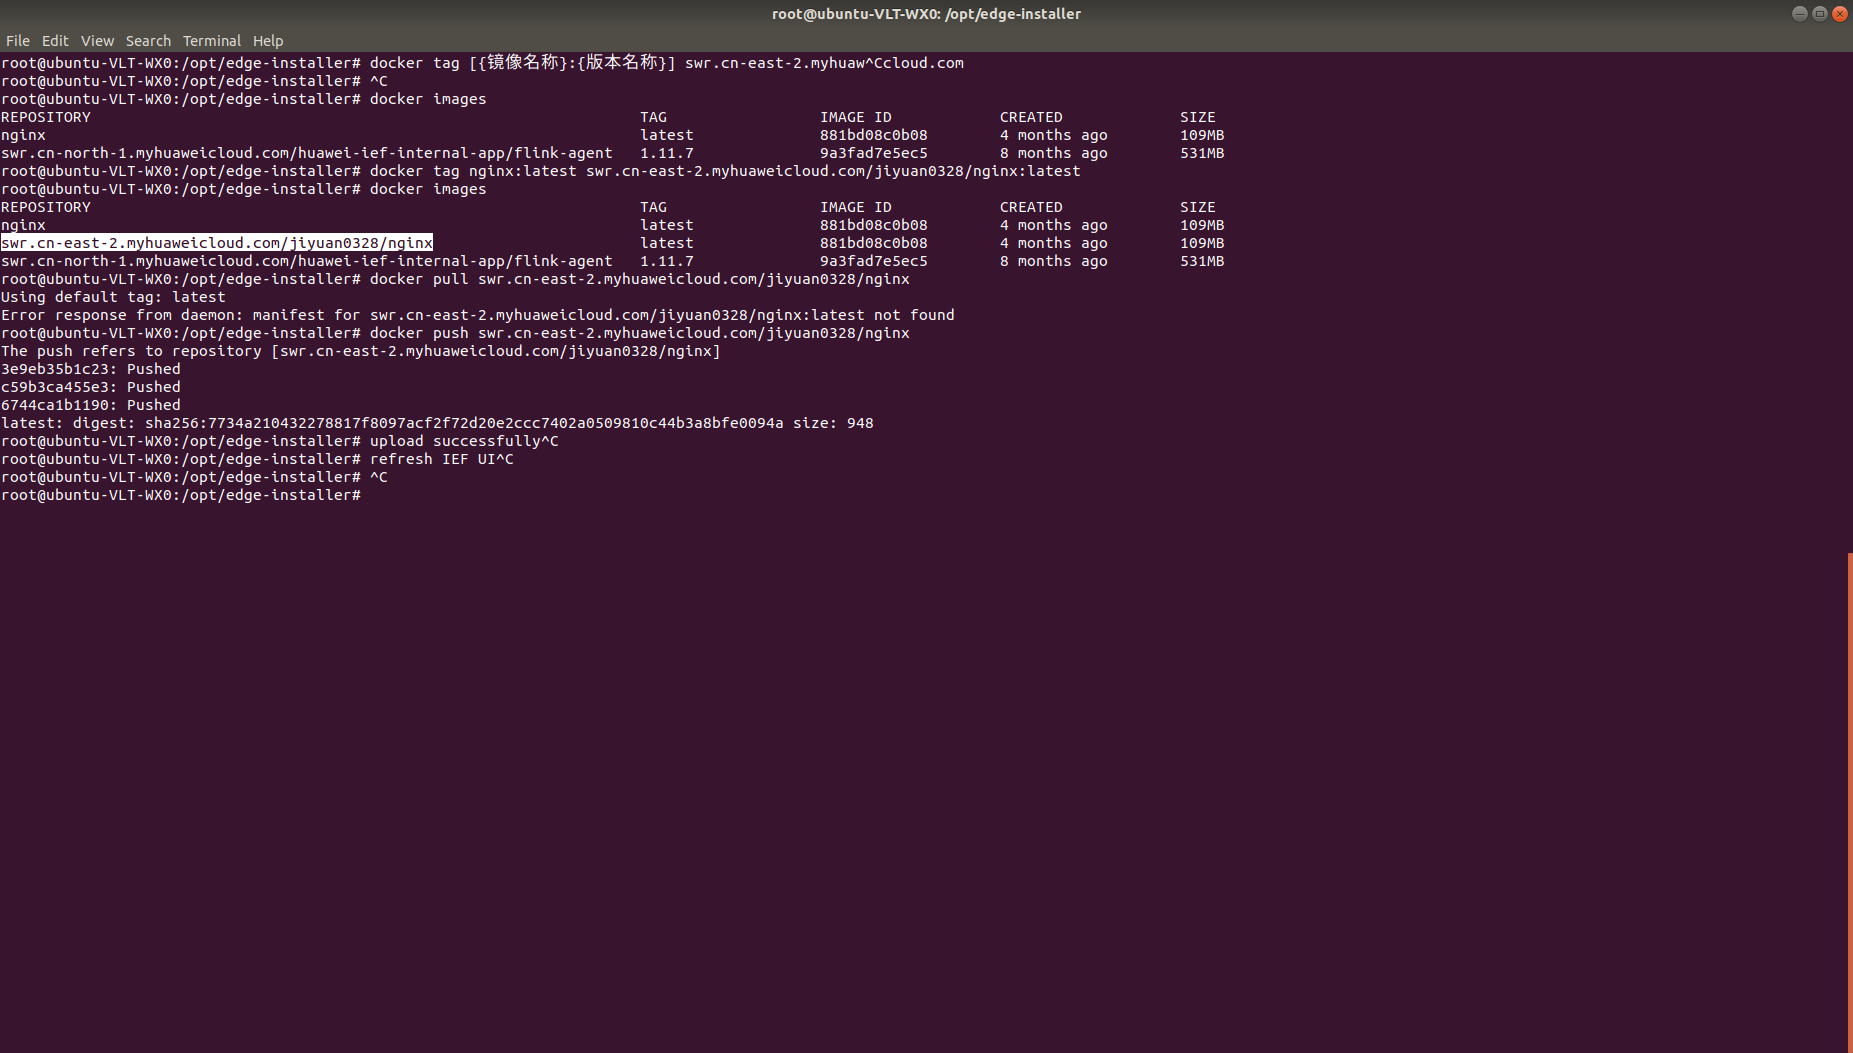 root@ubuntu-VLT-WX0: /opt/edge-installer
File Edit View Search Terminal Help
root@ubuntu-VLT-WX0:/opt/edge-installer# docker tag [{镜像名称}:{版本名称}] swr.cn-east-2.myhuaw^Ccloud.com
root@ubuntu-VLT-WX0:/opt/edge-installer# ^C
root@ubuntu-VLT-WX0:/opt/edge-installer# docker images
REPOSITORY TAG IMAGE ID CREATED SIZE
nginx latest 881bd08c0b08 4 months ago 109MB
swr.cn-north-1.myhuaweicloud.com/huawei-ief-internal-app/flink-agent 1.11.7 9a3fad7e5ec5 8 months ago 531MB
root@ubuntu-VLT-WX0:/opt/edge-installer# docker tag nginx:latest swr.cn-east-2.myhuaweicloud.com/jiyuan0328/nginx:latest
root@ubuntu-VLT-WX0:/opt/edge-installer# docker images
REPOSITORY TAG IMAGE ID CREATED SIZE
nginx latest 881bd08c0b08 4 months ago 109MB
swr.cn-east-2.myhuaweicloud.com/jiyuan0328/nginx latest 881bd08c0b08 4 months ago 109MB
swr.cn-north-1.myhuaweicloud.com/huawei-ief-internal-app/flink-agent 1.11.7 9a3fad7e5ec5 8 months ago 531MB
root@ubuntu-VLT-WX0:/opt/edge-installer# docker pull swr.cn-east-2.myhuaweicloud.com/jiyuan0328/nginx
Using default tag: latest
Error response from daemon: manifest for swr.cn-east-2.myhuaweicloud.com/jiyuan0328/nginx:latest not found
root@ubuntu-VLT-WX0:/opt/edge-installer# docker push swr.cn-east-2.myhuaweicloud.com/jiyuan0328/nginx
The push refers to repository [swr.cn-east-2.myhuaweicloud.com/jiyuan0328/nginx]
3e9eb35b1c23: Pushed
c59b3ca455e3: Pushed
6744ca1b1190: Pushed
latest: digest: sha256:7734a210432278817f8097acf2f72d20e2ccc7402a0509810c44b3a8bfe0094a size: 948
root@ubuntu-VLT-WX0:/opt/edge-installer# upload successfully^C
root@ubuntu-VLT-WX0:/opt/edge-installer# refresh IEF UI^C
root@ubuntu-VLT-WX0:/opt/edge-installer# ^C
root@ubuntu-VLT-WX0:/opt/edge-installer#